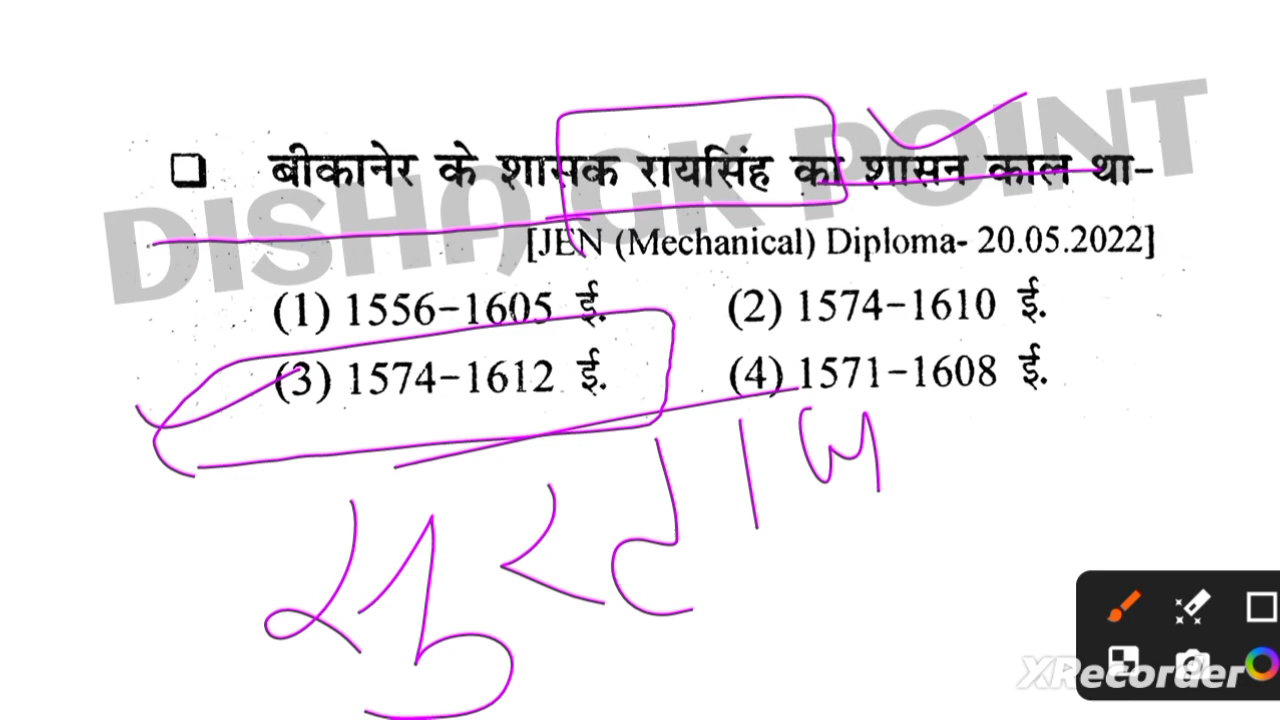 DISHA GK POINT
❑ बीकानेर के शासक रायसिंह का शासन काल था-
[JEN (Mechanical) Diploma- 20.05.2022]
(1) 1556-1605 ई. (2) 1574-1610 ई.
(3) 1574-1612 ई. (4) 1571-1608 ई.
XRecorder